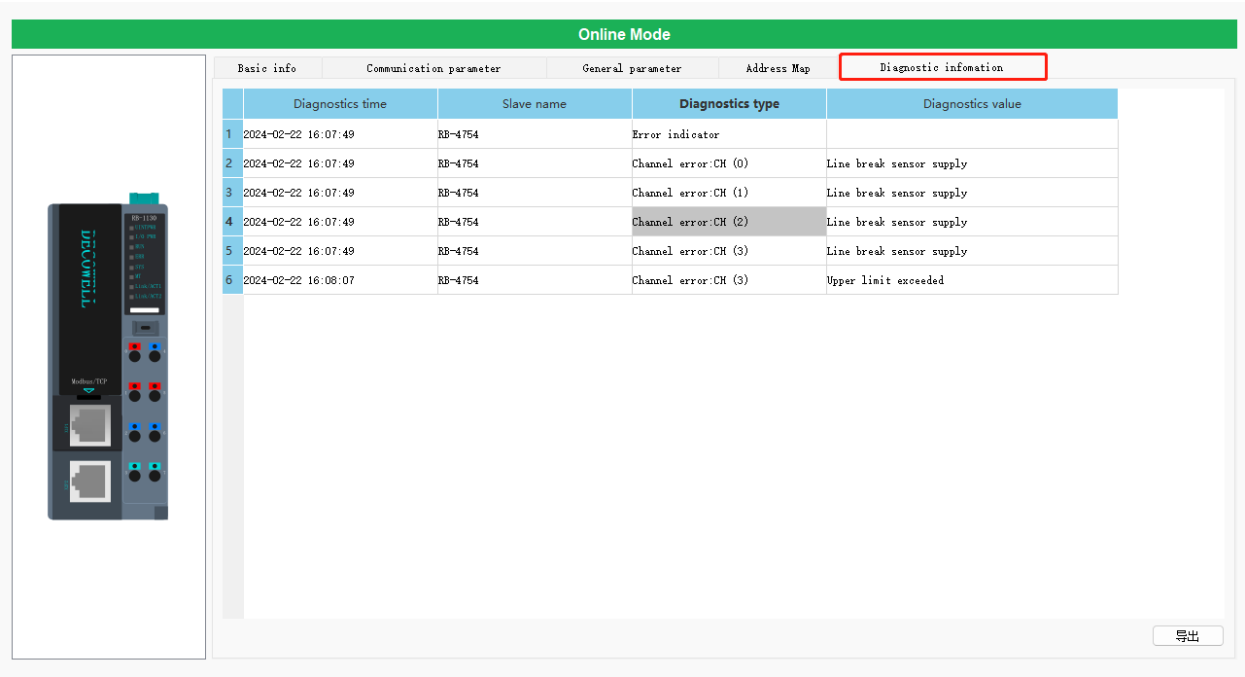 Online Mode
Basic info Communication parameter General parameter Address Map Diagnostic infomation
Diagnostics time Slave name Diagnostics type Diagnostics value
1 2024-02-22 16:07:49 RB-4754 Error indicator
2 2024-02-22 16:07:49 RB-4754 Channel error:CH (0) Line break sensor supply
3 2024-02-22 16:07:49 RB-4754 Channel error:CH (1) Line break sensor supply
4 2024-02-22 16:07:49 RB-4754 Channel error:CH (2) Line break sensor supply
5 2024-02-22 16:07:49 RB-4754 Channel error:CH (3) Line break sensor supply
6 2024-02-22 16:08:07 RB-4754 Channel error:CH (3) Upper limit exceeded
DECOWELL
RB-1130
Modbus/TCP
导出